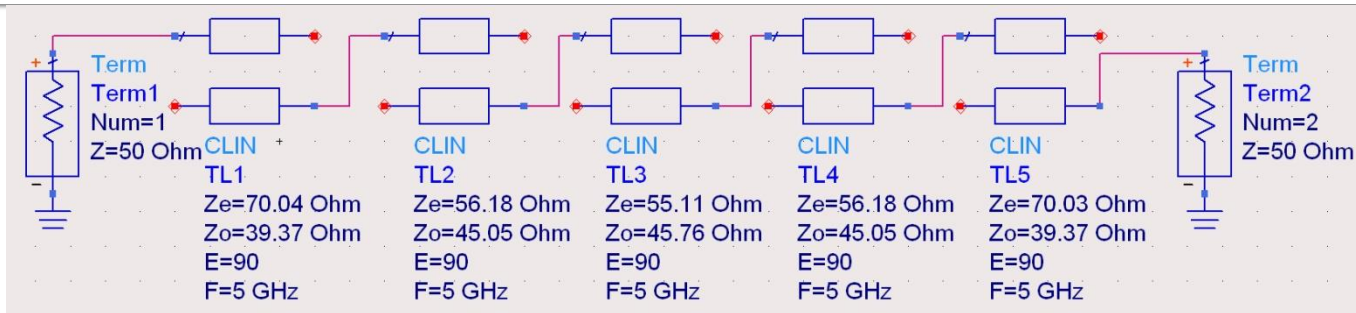 +
Term
Term1
Num=1
Z=50 Ohm
−
CLIN
TL1
Ze=70.04 Ohm
Zo=39.37 Ohm
E=90
F=5 GHz
CLIN
TL2
Ze=56.18 Ohm
Zo=45.05 Ohm
E=90
F=5 GHz
CLIN
TL3
Ze=55.11 Ohm
Zo=45.76 Ohm
E=90
F=5 GHz
CLIN
TL4
Ze=56.18 Ohm
Zo=45.05 Ohm
E=90
F=5 GHz
CLIN
TL5
Ze=70.03 Ohm
Zo=39.37 Ohm
E=90
F=5 GHz
+
Term
Term2
Num=2
Z=50 Ohm
−